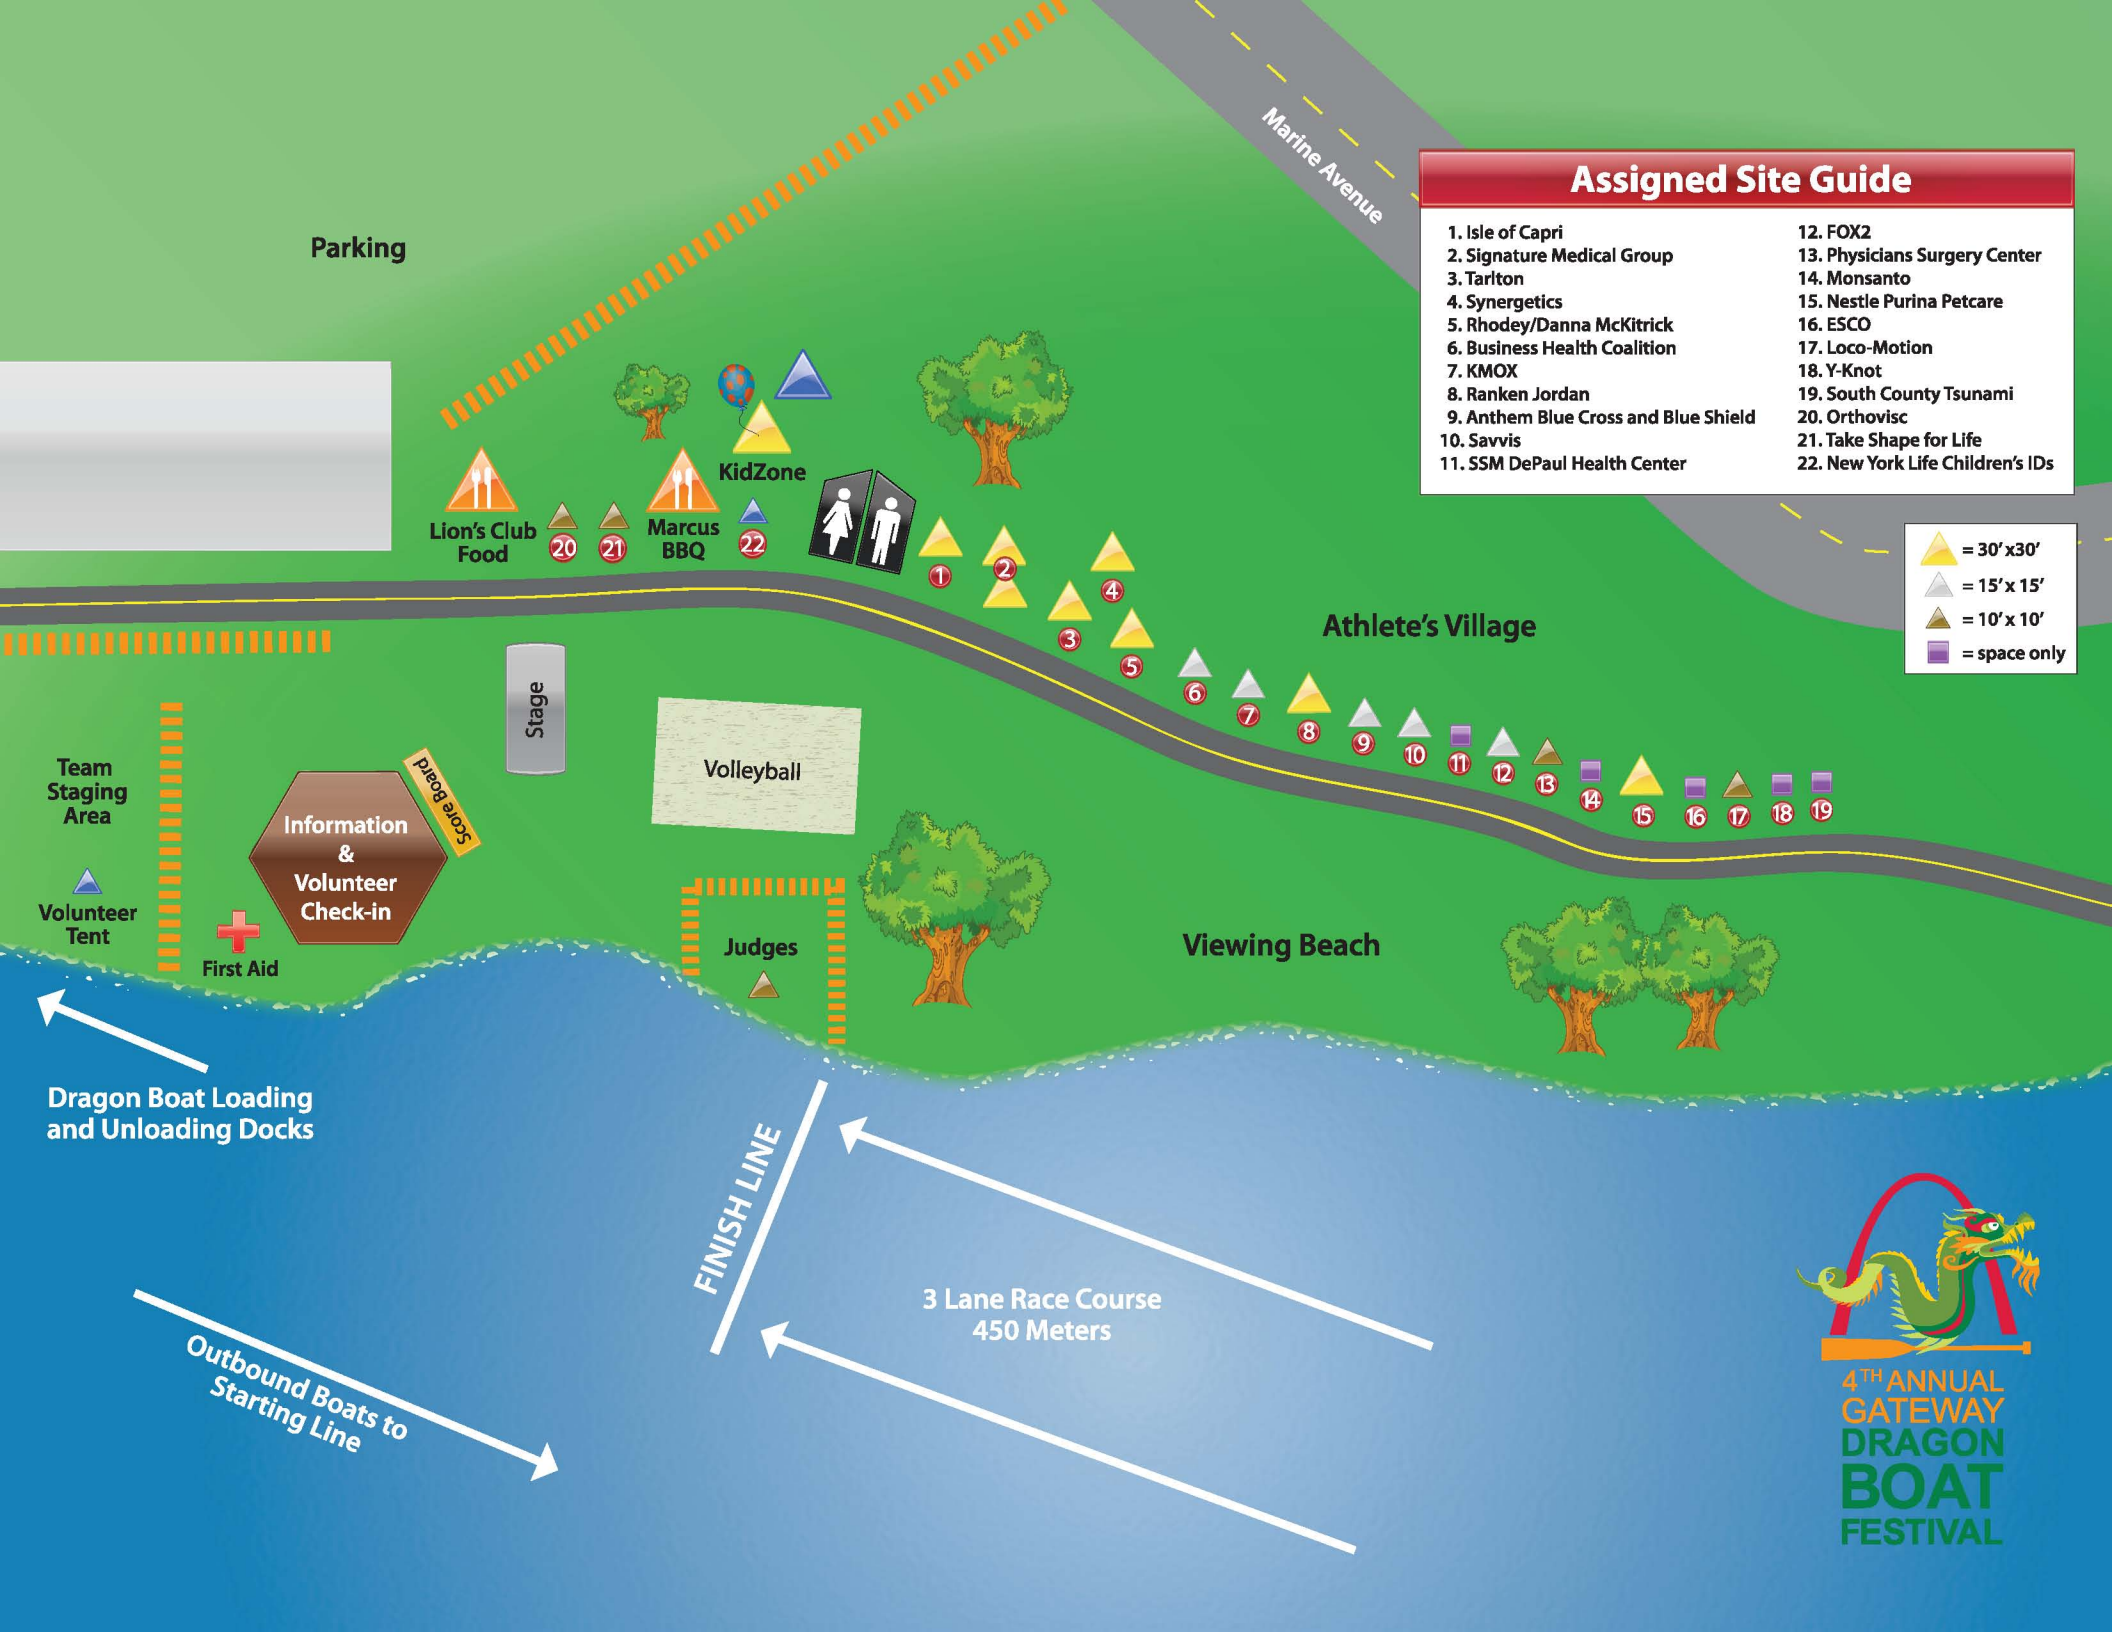 Marine Avenue
Assigned Site Guide
1. Isle of Capri
2. Signature Medical Group
3. Tarlton
4. Synergetics
5. Rhodey/Danna McKitrick
6. Business Health Coalition
7. KMOX
8. Ranken Jordan
9. Anthem Blue Cross and Blue Shield
10. Savvis
11. SSM DePaul Health Center
12. FOX2
13. Physicians Surgery Center
14. Monsanto
15. Nestle Purina Petcare
16. ESCO
17. Loco-Motion
18. Y-Knot
19. South County Tsunami
20. Orthovisc
21. Take Shape for Life
22. New York Life Children's IDs
= 30'x30'
= 15'x 15'
= 10'x 10'
= space only
Parking
KidZone
Lion's Club
Food
20
21
Marcus
BBQ
22
1
2
3
4
5
6
7
8
9
10
11
12
13
14
15
16
17
18
19
Athlete's Village
Stage
Volleyball
Team
Staging
Area
Score Board
Information
&
Volunteer
Check-in
Volunteer
Tent
First Aid
Judges
Viewing Beach
Dragon Boat Loading
and Unloading Docks
FINISH LINE
3 Lane Race Course
450 Meters
Outbound Boats to
Starting Line
4TH ANNUAL
GATEWAY
DRAGON
BOAT
FESTIVAL